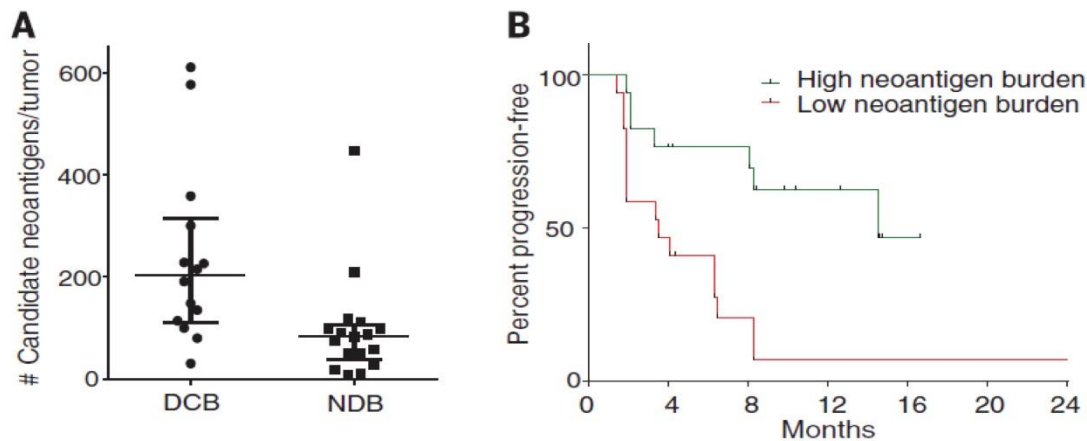 A
# Candidate neoantigens/tumor
600
400
200
0
DCB
NDB
B
Percent progression-free
100
50
0
High neoantigen burden
Low neoantigen burden
0
4
8
12
16
20
24
Months